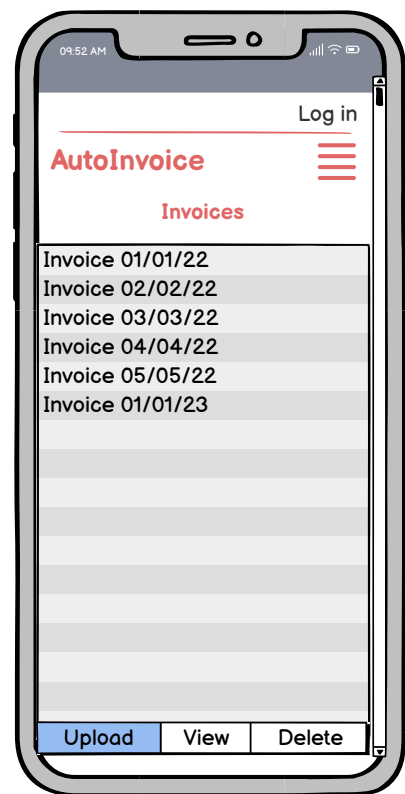 09:52 AM
Log in
AutoInvoice
Invoices
Invoice 01/01/22
Invoice 02/02/22
Invoice 03/03/22
Invoice 04/04/22
Invoice 05/05/22
Invoice 01/01/23
Upload View Delete